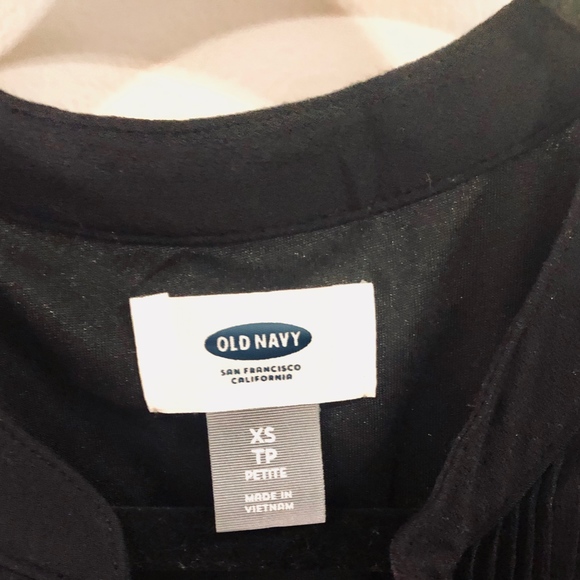 OLD NAVY
SAN FRANCISCO
CALIFORNIA
XS
TP
PETITE
MADE IN
VIETNAM